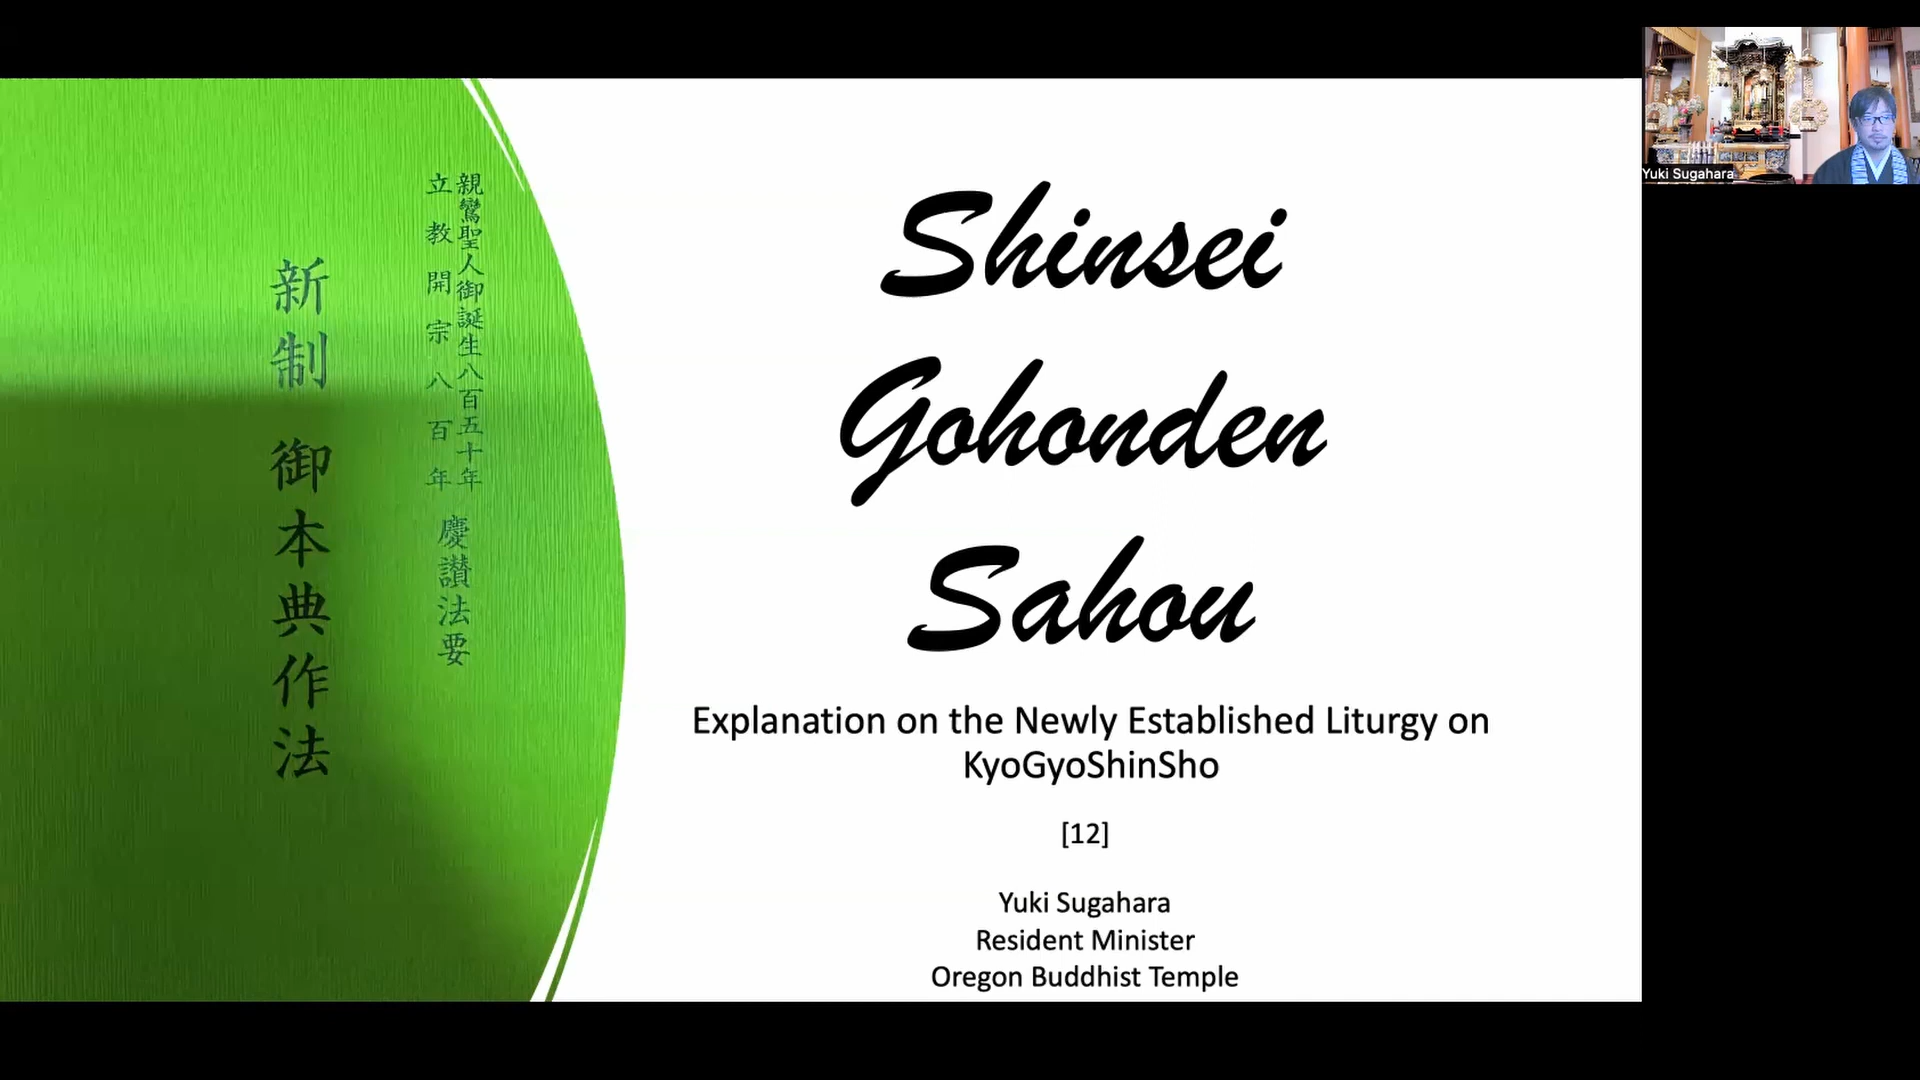 親鸞聖人御誕生八百五十年
立教開宗八百年
慶讃法要
新制 御本典作法
Shinsei
Gohonden
Sahou
Explanation on the Newly Established Liturgy on
KyoGyoShinSho
[12]
Yuki Sugahara
Resident Minister
Oregon Buddhist Temple
Yuki Sugahara